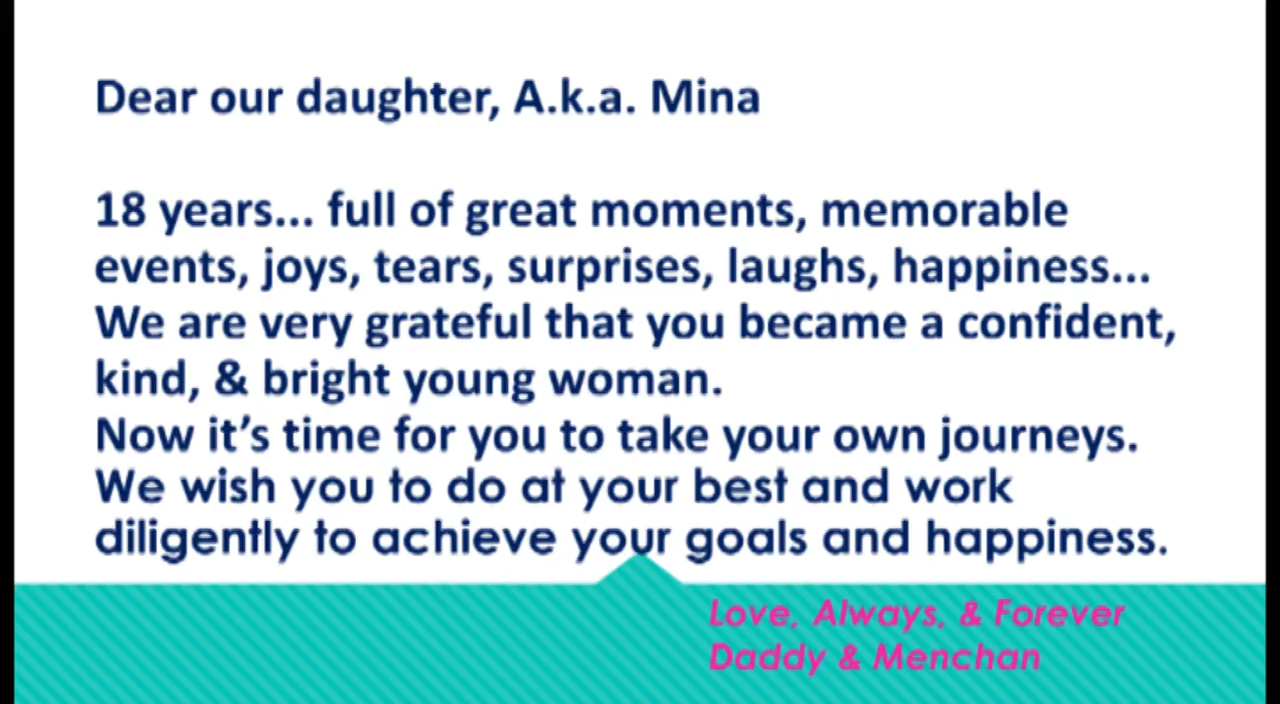 Dear our daughter, A.k.a. Mina
18 years... full of great moments, memorable
events, joys, tears, surprises, laughs, happiness...
We are very grateful that you became a confident,
kind, & bright young woman.
Now it’s time for you to take your own journeys.
We wish you to do at your best and work
diligently to achieve your goals and happiness.
Love, Always, & Forever
Daddy & Menchan